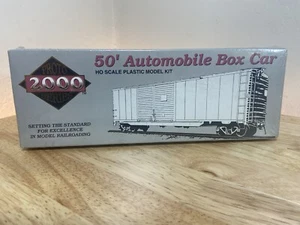 2000
50' Automobile Box Car
HO SCALE PLASTIC MODEL KIT
SETTING THE STANDARD
FOR EXCELLENCE
IN MODEL RAILROADING